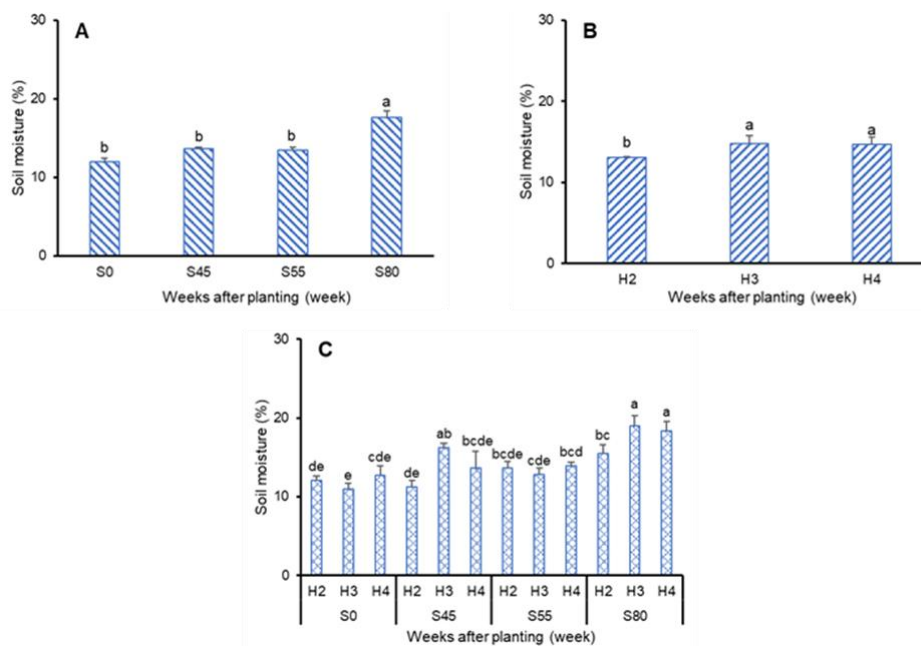 A
30
20
10
0
Soil moisture (%)
b
b
b
a
S0 S45 S55 S80
Weeks after planting (week)
B
30
20
10
0
Soil moisture (%)
b
a
a
H2 H3 H4
Weeks after planting (week)
C
30
20
10
0
Soil moisture (%)
de
e
cde
de
ab
bcde
bcde
cde
bcd
bc
a
a
H2 H3 H4 H2 H3 H4 H2 H3 H4 H2 H3 H4
S0 S45 S55 S80
Weeks after planting (week)